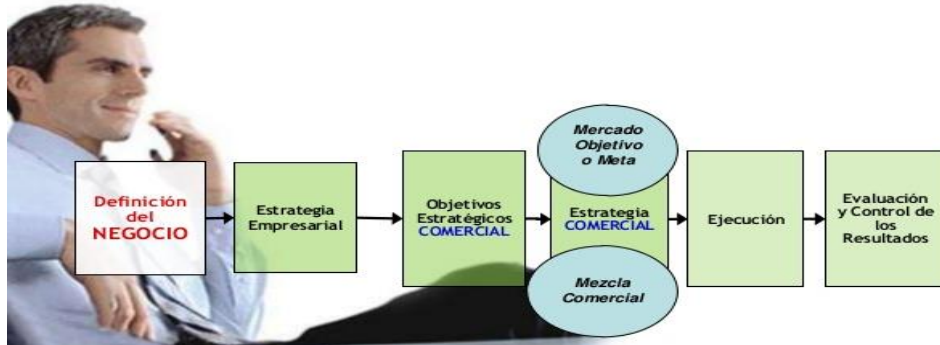 Definición
del
NEGOCIO
Estrategia
Empresarial
Objetivos
Estratégicos
COMERCIAL
Mercado
Objetivo
o Meta
Estrategia
COMERCIAL
Mezcla
Comercial
Ejecución
Evaluación
y Control de
los
Resultados